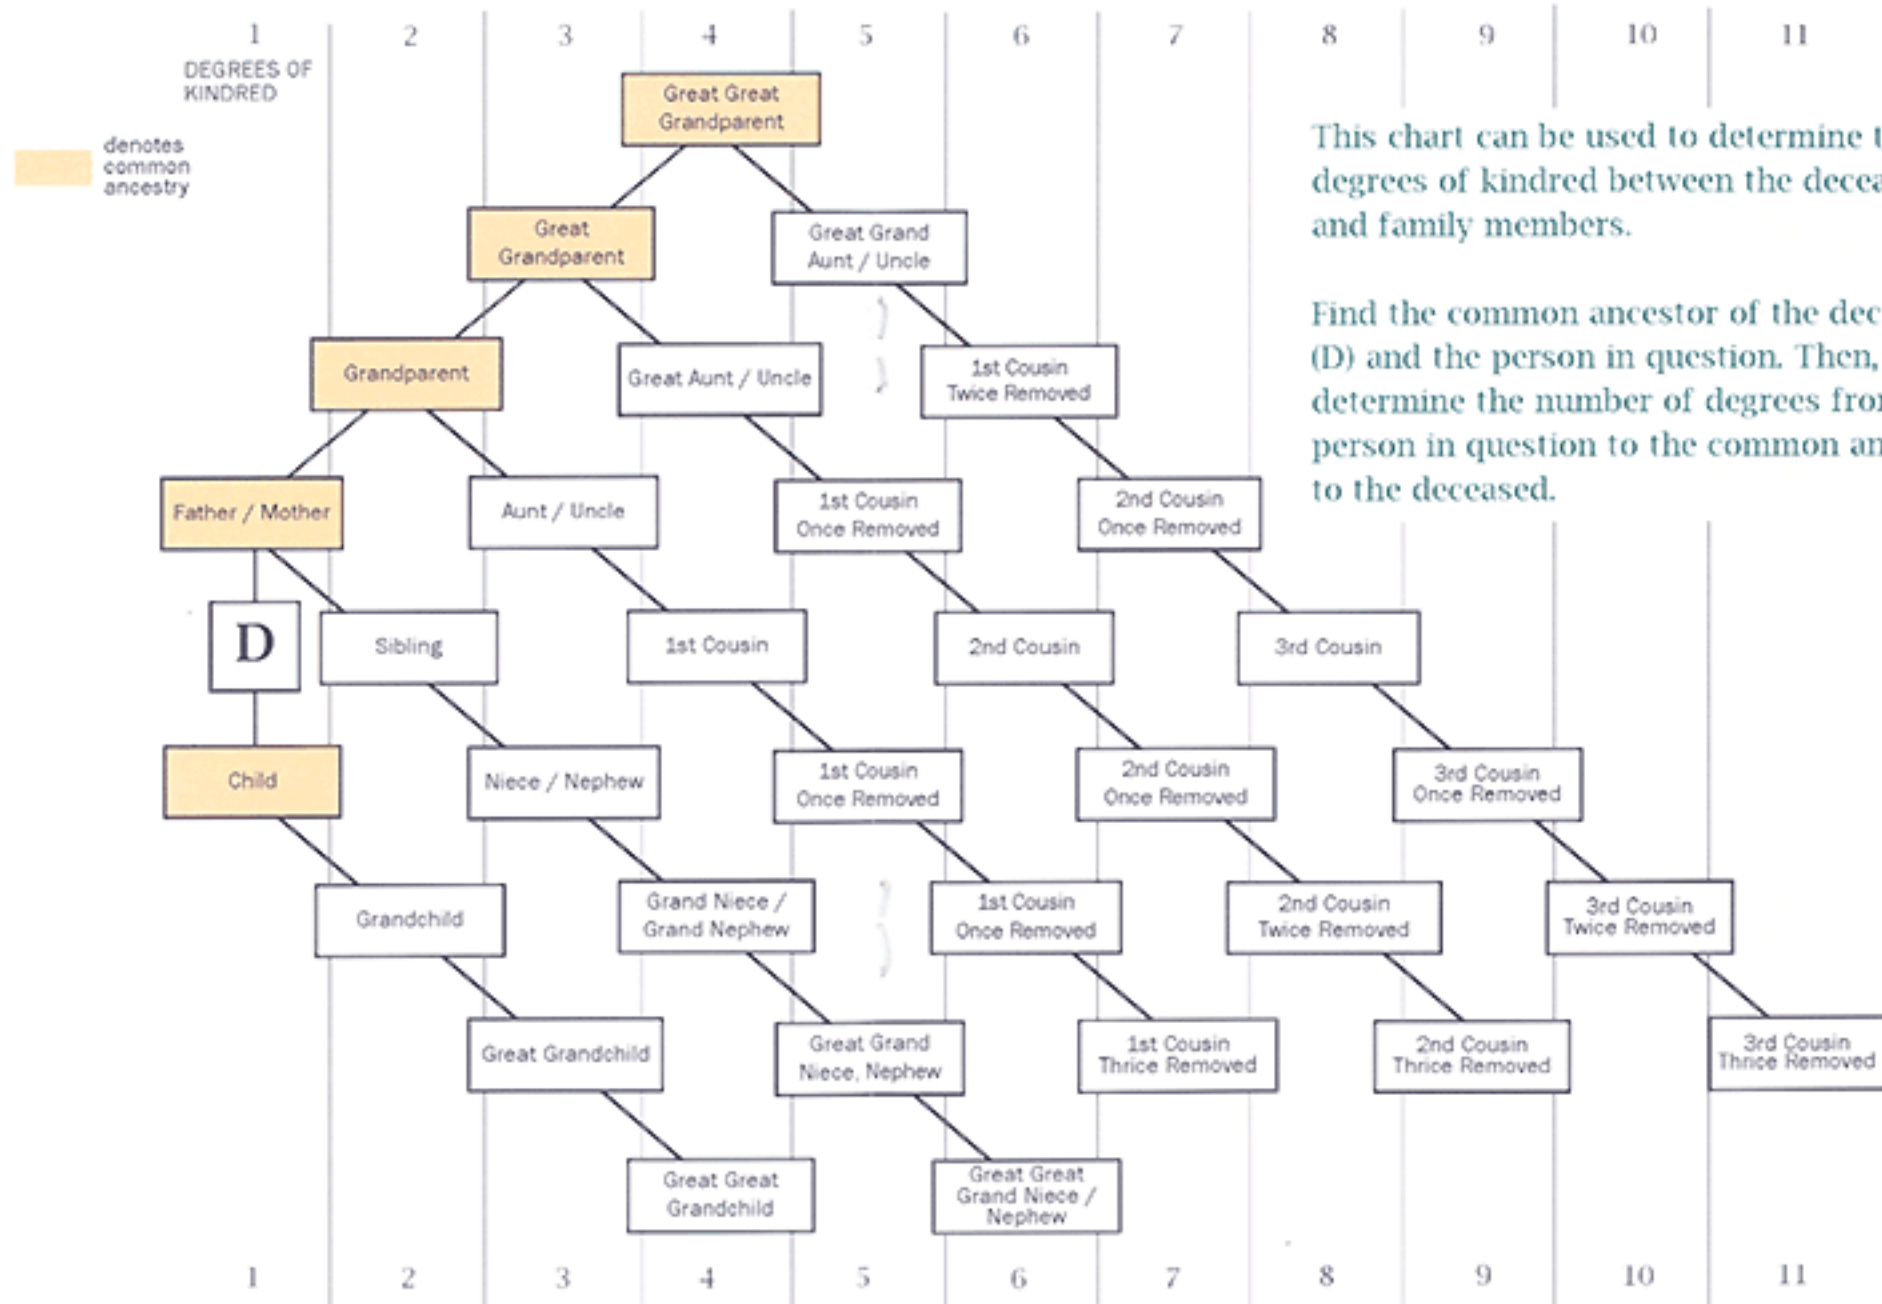 1 2 3 4 5 6 7 8 9 10 11
DEGREES OF
KINDRED
denotes
common
ancestry
Great Great
Grandparent
This chart can be used to determine
degrees of kindred between the
and family members.
Great
Grandparent
Great Grand
Aunt / Uncle
Find the common ancestor of the
(D) and the person in question. Then,
determine the number of degrees
person in question to the common
to the deceased.
Grandparent
Great Aunt / Uncle
1st Cousin
Twice Removed
Father / Mother
Aunt / Uncle
1st Cousin
Once Removed
2nd Cousin
Once Removed
D
Sibling
1st Cousin
2nd Cousin
3rd Cousin
Child
Niece / Nephew
1st Cousin
Once Removed
2nd Cousin
Once Removed
3rd Cousin
Once Removed
Grandchild
Grand Niece /
Grand Nephew
1st Cousin
Once Removed
2nd Cousin
Twice Removed
3rd Cousin
Twice Removed
Great Grandchild
Great Grand
Niece, Nephew
1st Cousin
Thrice Removed
2nd Cousin
Thrice Removed
3rd Cousin
Thrice Removed
Great Great
Grandchild
Great Great
Grand Niece /
Nephew
1 2 3 4 5 6 7 8 9 10 11